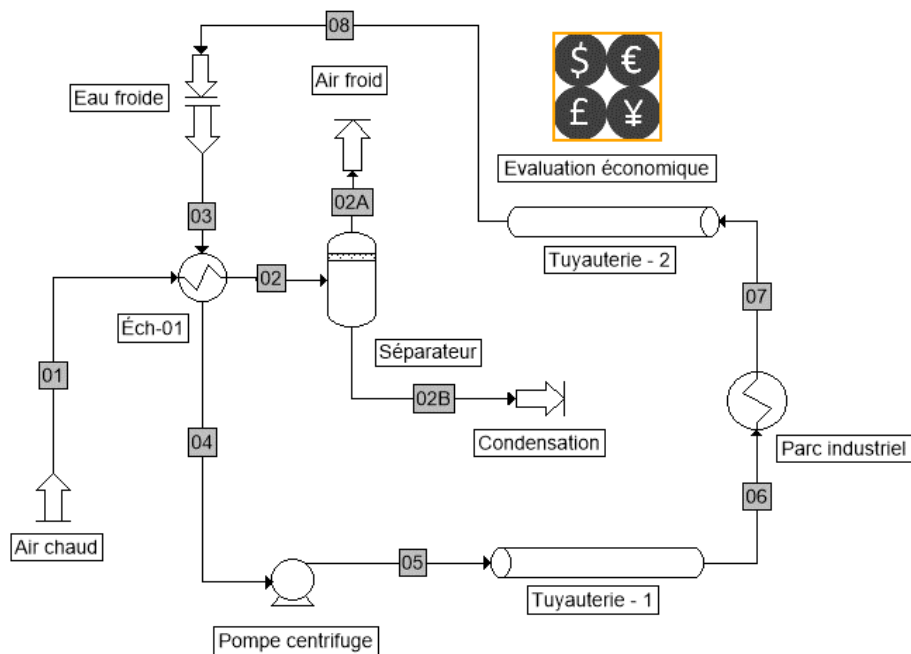 08
$ €
£ ¥
Air froid
Eau froide
Evaluation économique
02A
03
Tuyauterie - 2
02
07
Éch-01
Séparateur
01
02B
04
Condensation
Parc industriel
06
Air chaud
05
Tuyauterie - 1
Pompe centrifuge